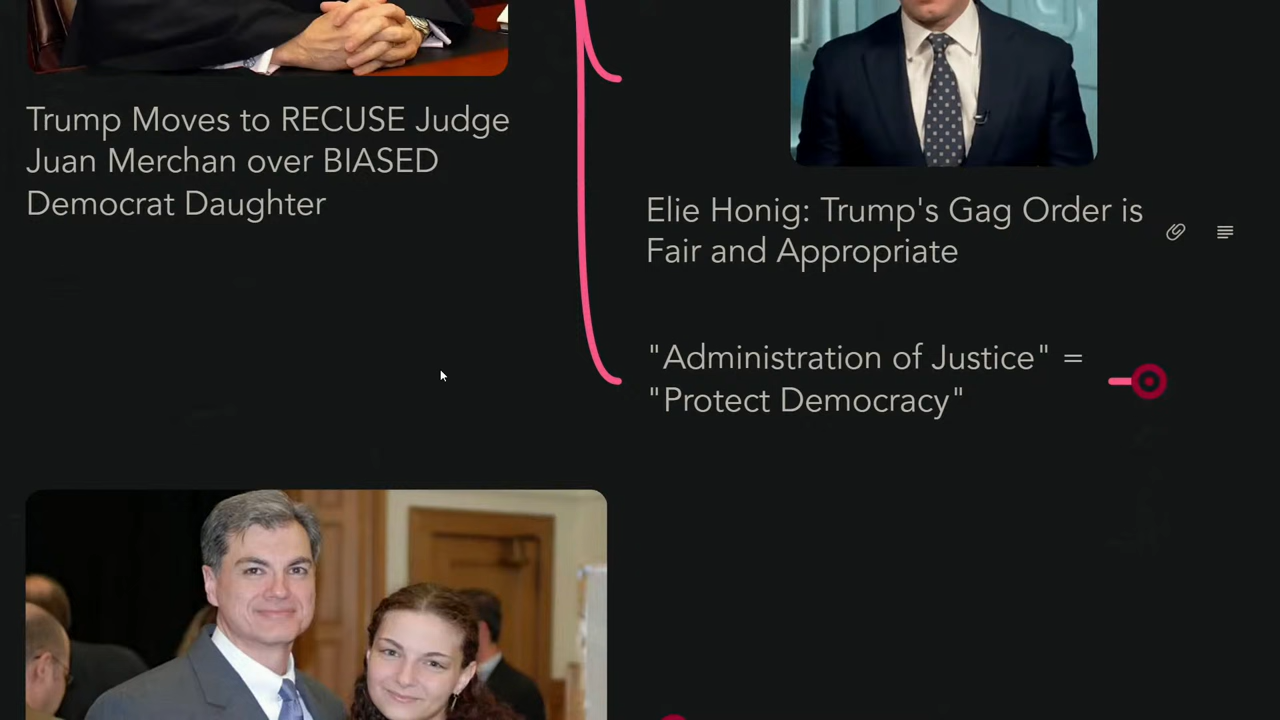 Trump Moves to RECUSE Judge
Juan Merchan over BIASED
Democrat Daughter
Elie Honig: Trump's Gag Order is
Fair and Appropriate
"Administration of Justice" =
"Protect Democracy"